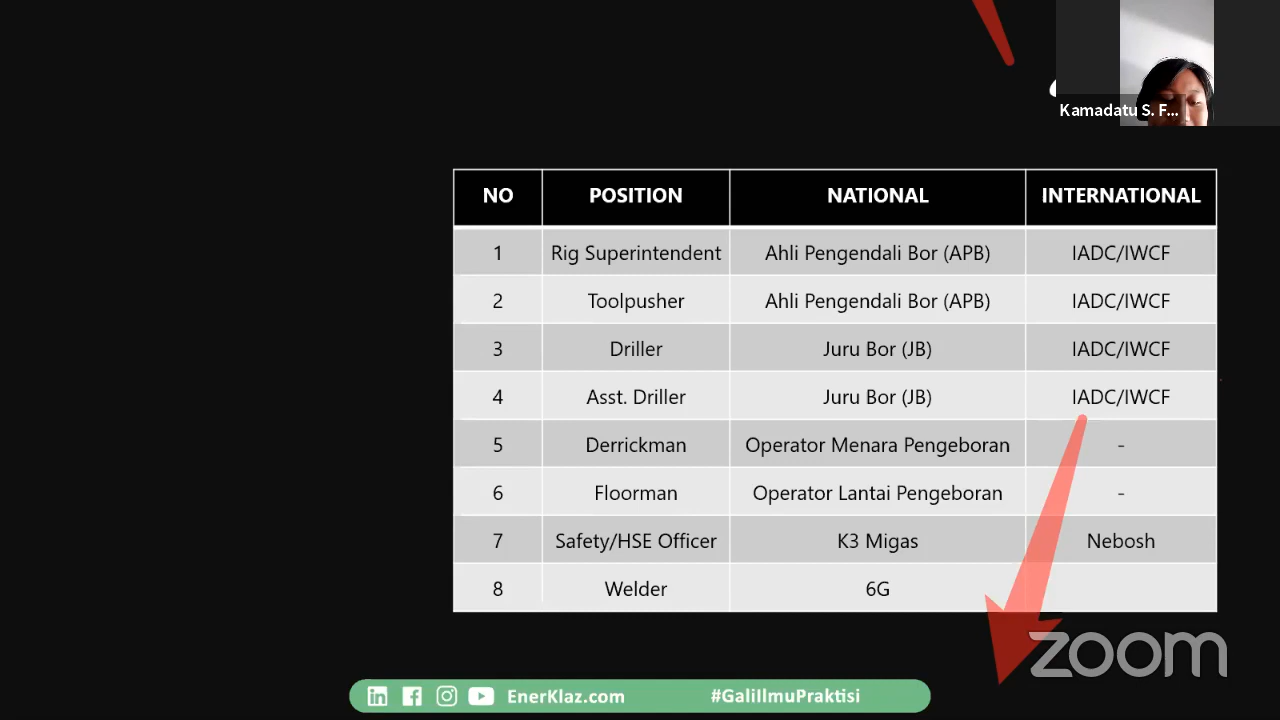 Kamadatu S. F...
NO POSITION NATIONAL INTERNATIONAL
1 Rig Superintendent Ahli Pengendali Bor (APB) IADC/IWCF
2 Toolpusher Ahli Pengendali Bor (APB) IADC/IWCF
3 Driller Juru Bor (JB) IADC/IWCF
4 Asst. Driller Juru Bor (JB) IADC/IWCF
5 Derrickman Operator Menara Pengeboran -
6 Floorman Operator Lantai Pengeboran -
7 Safety/HSE Officer K3 Migas Nebosh
8 Welder 6G
zoom
EnerKlaz.com #GaliIlmuPraktisi